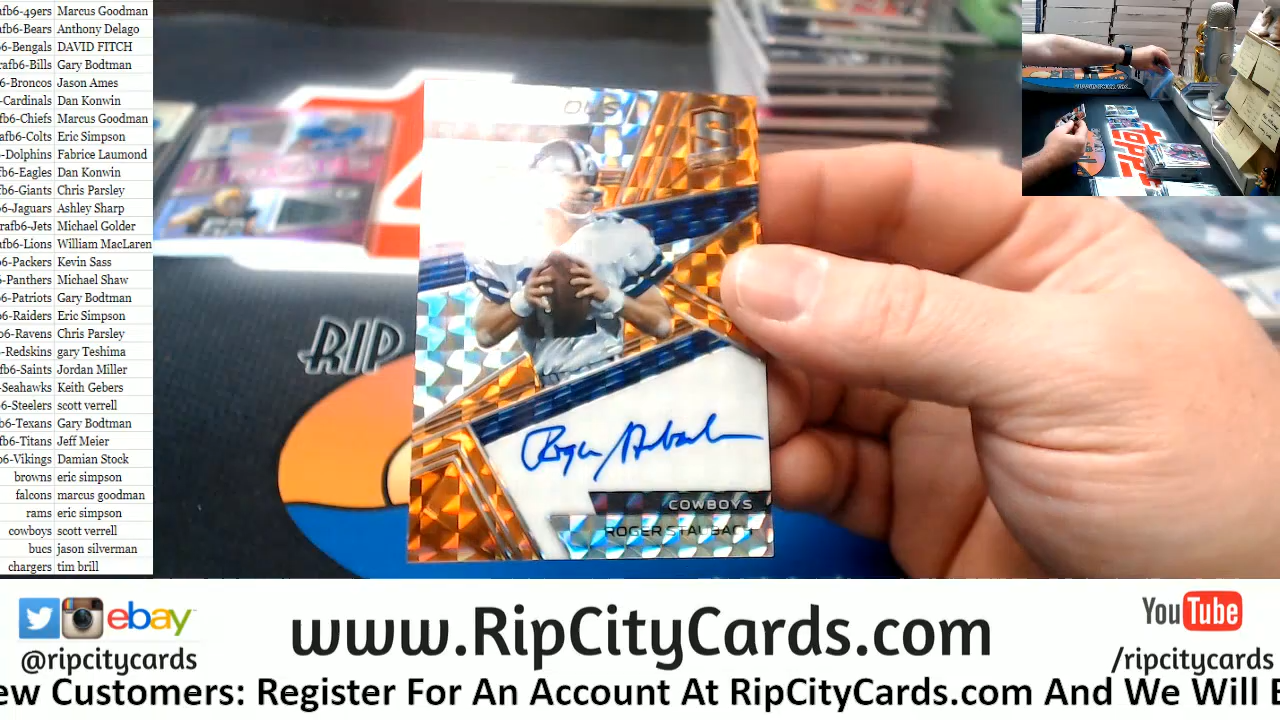 afb6-49ers Marcus Goodman
afb6-Bears Anthony Delago
6-Bengals DAVID FITCH
rafb6-Bills Gary Bodtman
6-Broncos Jason Ames
-Cardinals Dan Konwin
fb6-Chiefs Marcus Goodman
afb6-Colts Eric Simpson
-Dolphins Fabrice Laumond
b6-Eagles Dan Konwin
fb6-Giants Chris Parsley
6-Jaguars Ashley Sharp
rafb6-Jets Michael Golder
afb6-Lions William MacLaren
6-Packers Kevin Sass
6-Panthers Michael Shaw
6-Patriots Gary Bodtman
b6-Raiders Eric Simpson
b6-Ravens Chris Parsley
-Redskins gary Teshima
fb6-Saints Jordan Miller
-Seahawks Keith Gebers
6-Steelers scott verrell
fb6-Texans Gary Bodtman
fb6-Titans Jeff Meier
6-Vikings Damian Stock
browns eric simpson
falcons marcus goodman
rams eric simpson
cowboys scott verrell
bucs jason silverman
chargers tim brill
RIP
S
Roger Staubach
COWBOYS
ROGER STAUBACH
TOPPS
ebay
@ripcitycards
www.RipCityCards.com
YouTube
/ripcitycards
ew Customers: Register For An Account At RipCityCards.com And We Will E